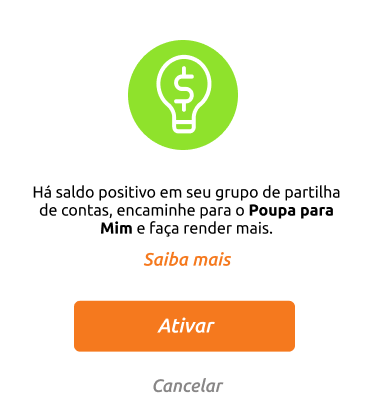 $
Há saldo positivo em seu grupo de partilha
de contas, encaminhe para o Poupa para
Mim e faça render mais.
Saiba mais
Ativar
Cancelar